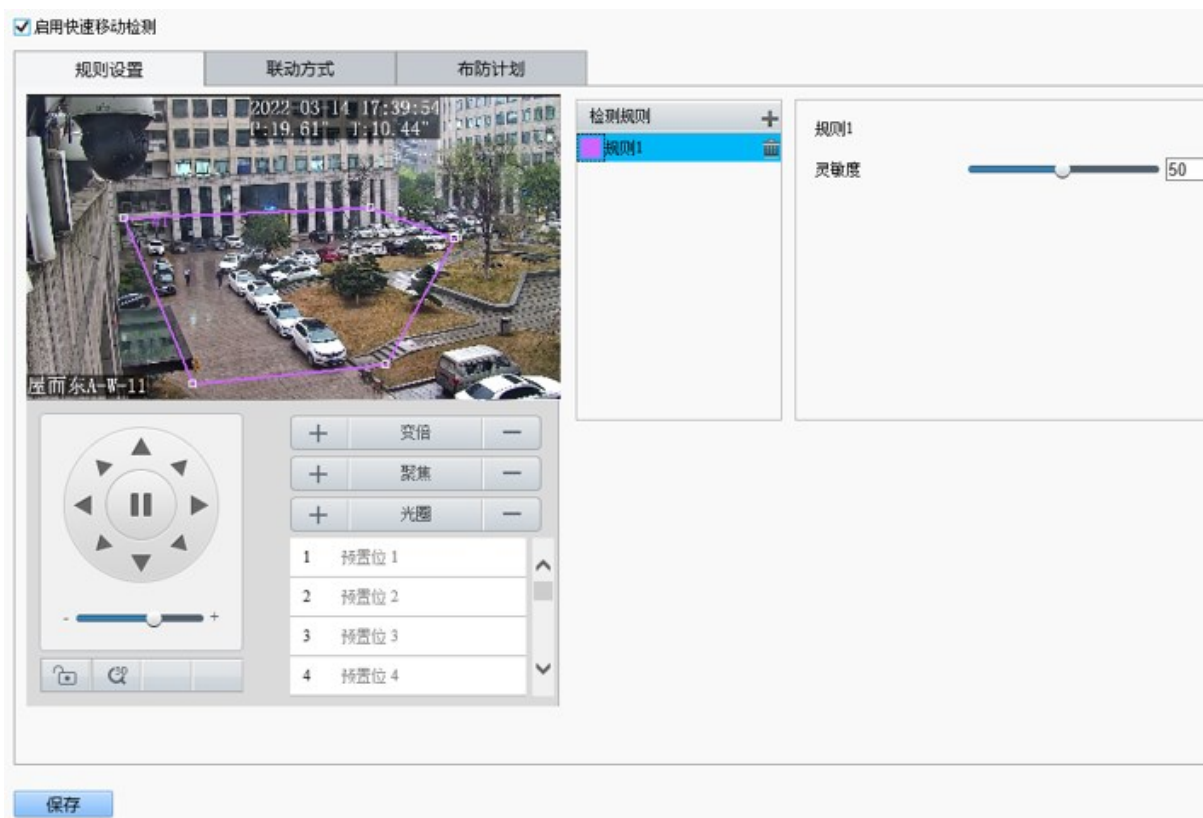 启用快速移动检测
规则设置 联动方式 布防计划
2022-03-14 17:39:54
P:19.61° T:10.44°
#1
屋面东A-W-11
检测规则
规则1
规则1
灵敏度 50
+ 变倍 -
+ 聚焦 -
+ 光圈 -
1 预置位 1
2 预置位 2
3 预置位 3
4 预置位 4
- +
3D
保存